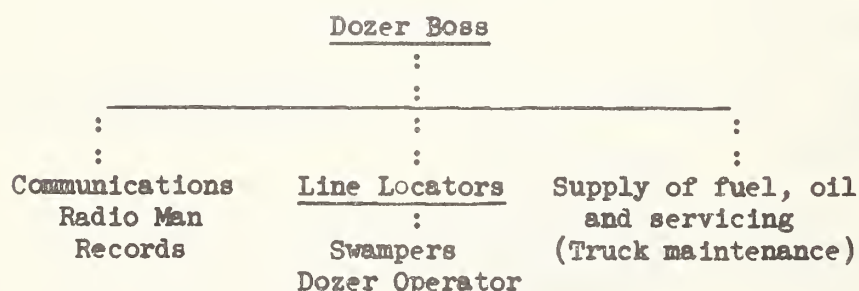 Dozer Boss
Communications
Radio Man
Records
Line Locators
Swampers
Dozer Operator
Supply of fuel, oil
and servicing
(Truck maintenance)